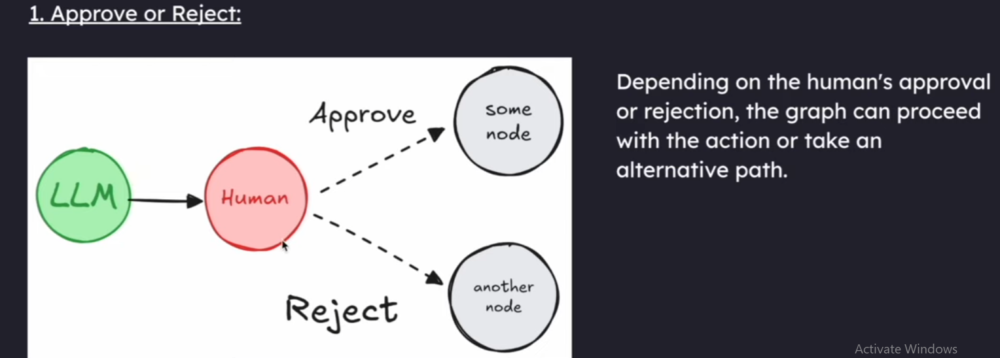 1. Approve or Reject:
Approve
some
node
LLM
Human
Reject
another
node
Depending on the human's approval
or rejection, the graph can proceed
with the action or take an
alternative path.
Activate Windows